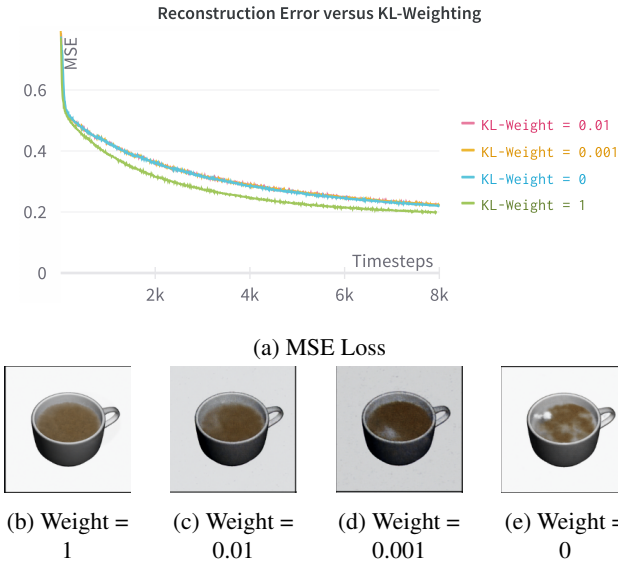 Reconstruction Error versus KL-Weighting
MSE
0.6
0.4
0.2
0
2k
4k
6k
8k
Timesteps
KL-Weight = 0.01
KL-Weight = 0.001
KL-Weight = 0
KL-Weight = 1
(a) MSE Loss
(b) Weight =
1
(c) Weight =
0.01
(d) Weight =
0.001
(e) Weight =
0